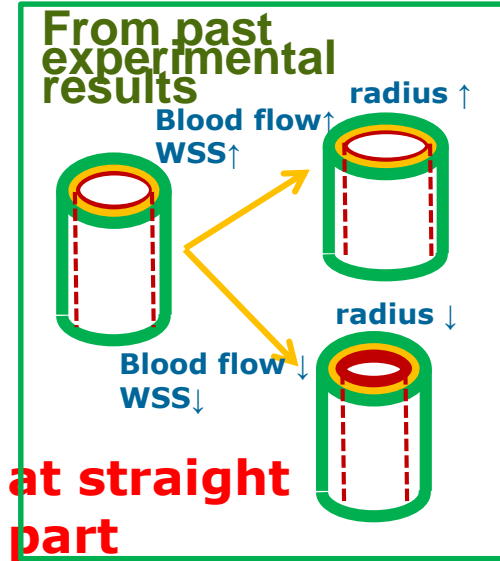 From past
experimental
results
radius ↑
Blood flow↑
WSS↑
radius ↓
Blood flow ↓
WSS↓
at straight
part